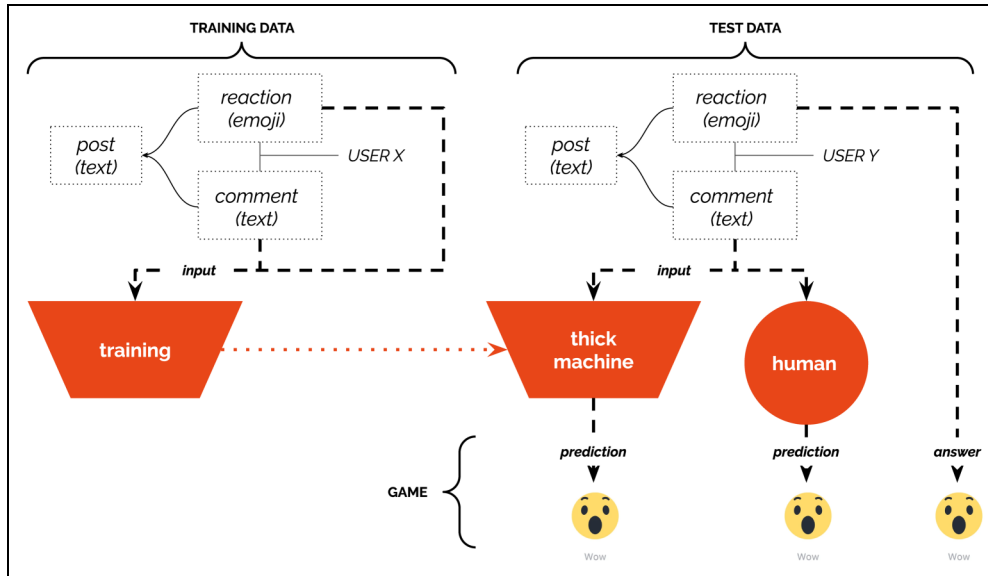 TRAINING DATA
TEST DATA
reaction
(emoji)
post
(text)
USER X
comment
(text)
input
reaction
(emoji)
post
(text)
USER Y
comment
(text)
input
training
thick
machine
human
prediction
prediction
answer
GAME
Wow
Wow
Wow